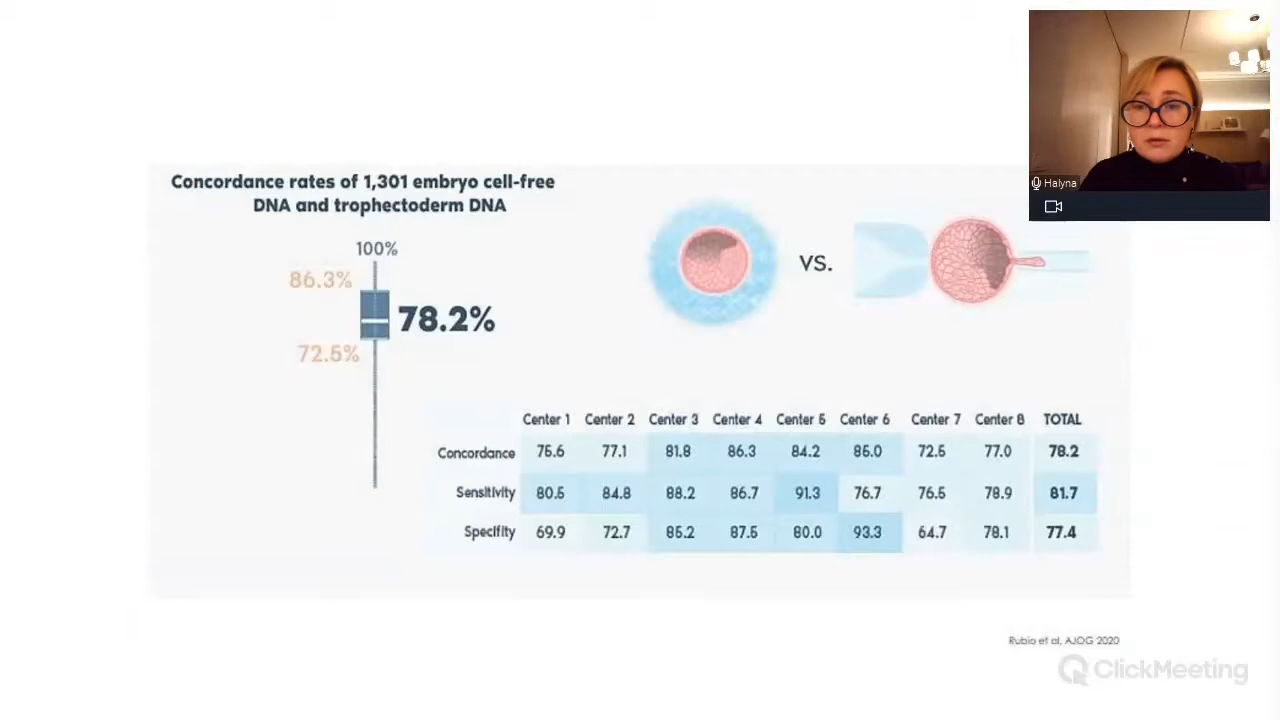 Halyna
Concordance rates of 1,301 embryo cell-free
DNA and trophectoderm DNA
100%
86.3%
78.2%
72.5%
VS.
Center 1 Center 2 Center 3 Center 4 Center 5 Center 6 Center 7 Center 8 TOTAL
Concordance 75.6 77.1 81.8 86.3 84.2 85.0 72.5 77.0 78.2
Sensitivity 80.5 84.8 88.2 86.7 91.3 76.7 76.5 78.9 81.7
Specifity 69.9 72.7 85.2 87.5 80.0 93.3 64.7 78.1 77.4
Rubio et al, AJOG 2020
ClickMeeting